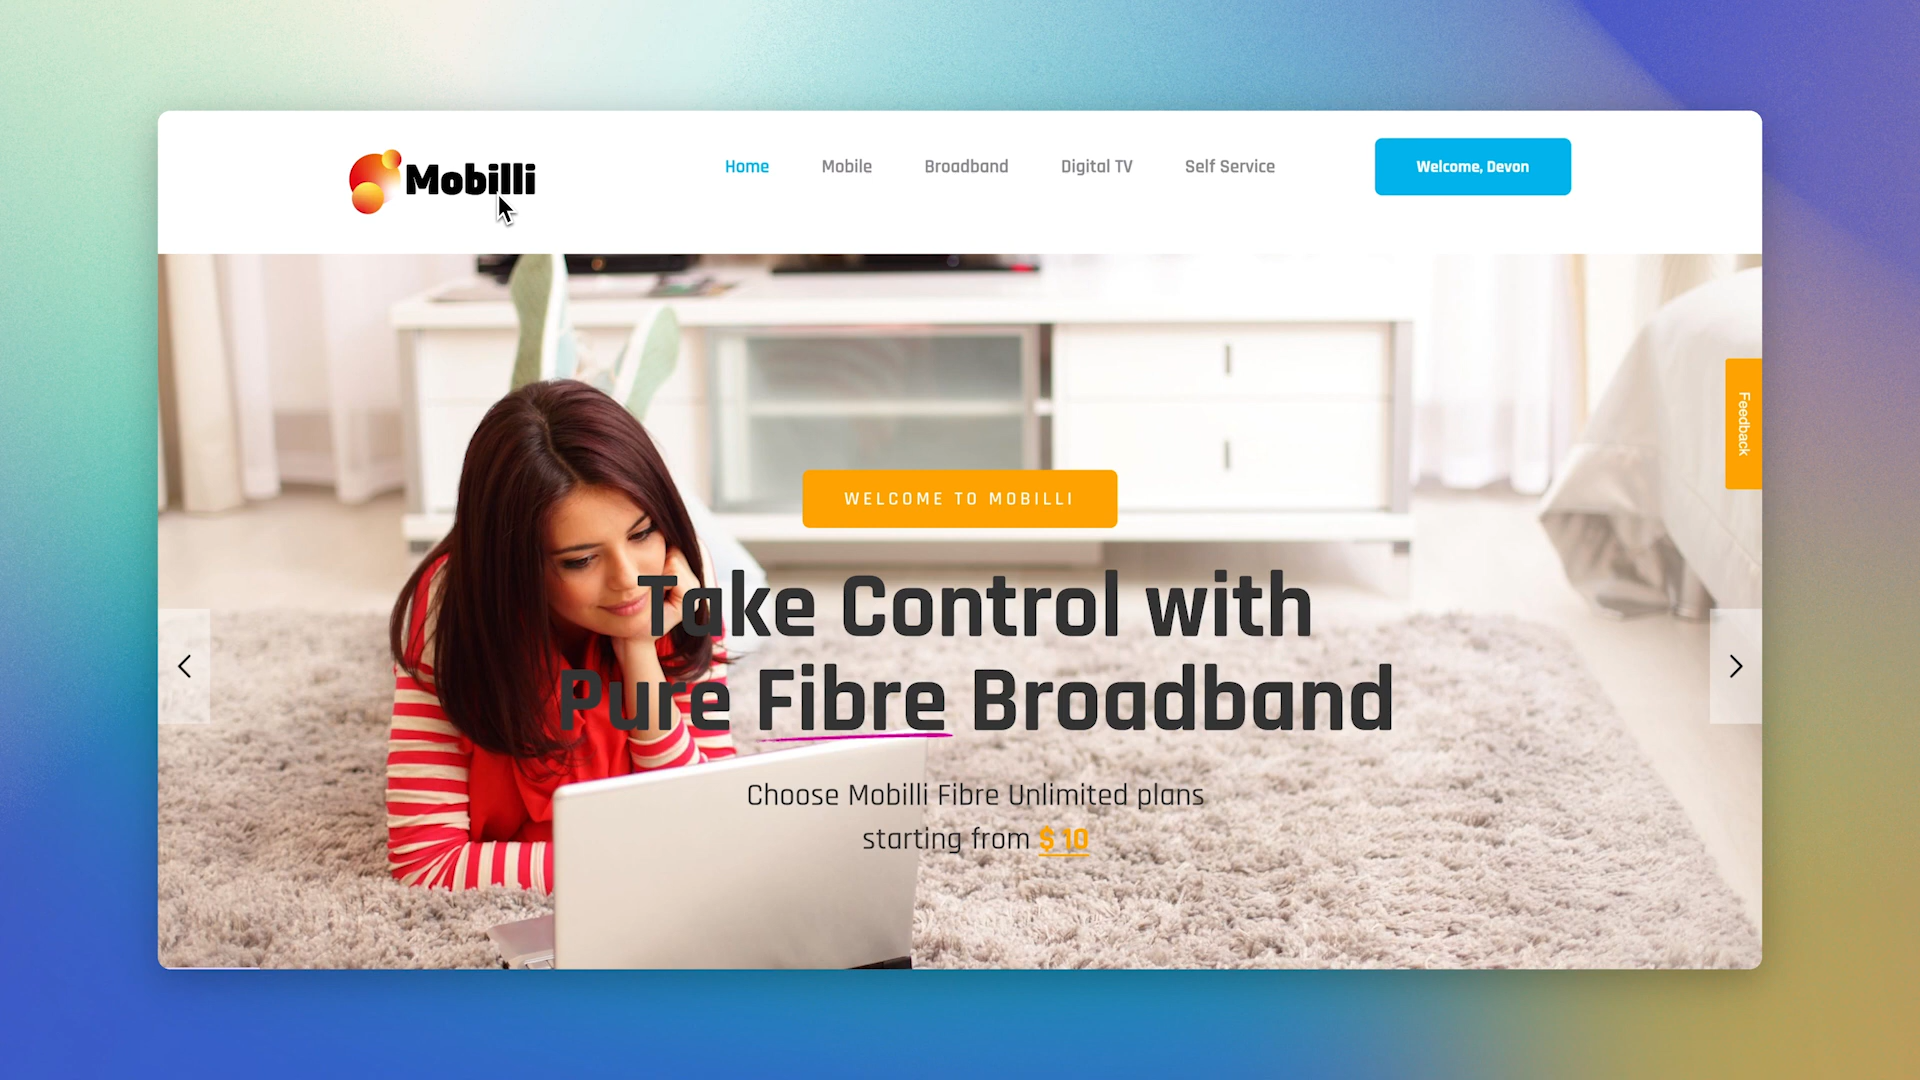 Mobilli
Home
Mobile
Broadband
Digital TV
Self Service
Welcome, Devon
Feedback
WELCOME TO MOBILLI
Take Control with
Pure Fibre Broadband
Choose Mobilli Fibre Unlimited plans
starting from $ 10